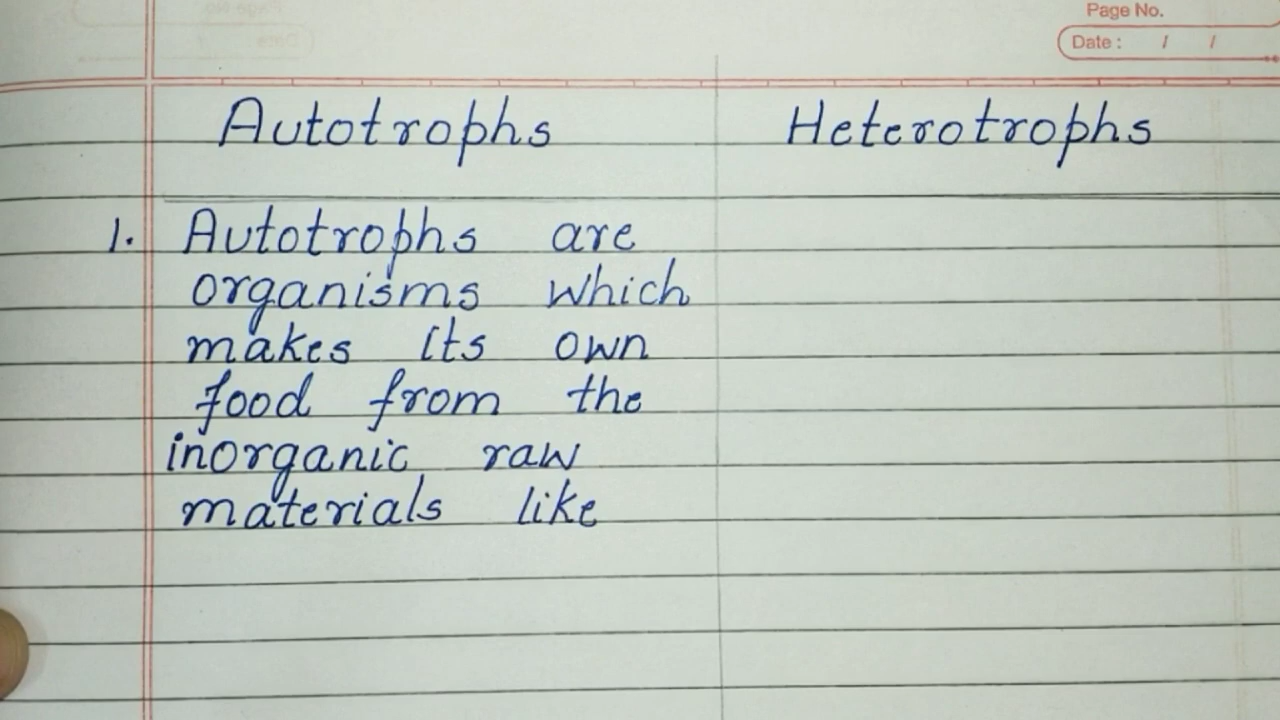 Page No.
Date : / /
Autotrophs Heterotrophs
1. Autotrophs are
organisms which
makes its own
food from the
inorganic raw
materials like